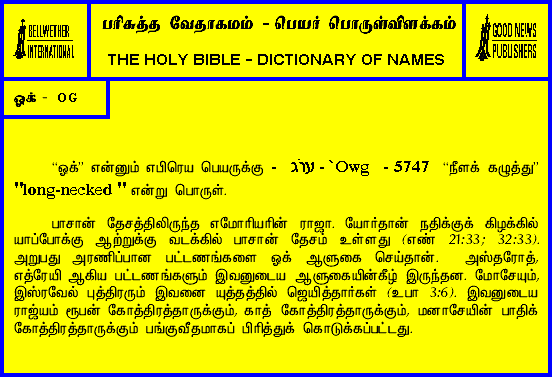 BELLWETHER
INTERNATIONAL
பரிசுத்த வேதாகமம் - பெயர் பொருள்விளக்கம்
THE HOLY BIBLE - DICTIONARY OF NAMES
GOOD NEWS
PUBLISHERS
ஓக் - OG
“ஓக்” என்னும் எபிரெய பெயருக்கு - עֹג - `Owg - 5747 “நீளக் கழுத்து”
"long-necked " என்று பொருள்.
பாசான் தேசத்திலிருந்த எமோரியரின் ராஜா. யோர்தான் நதிக்குக் கிழக்கில்
யாப்போக்கு ஆற்றுக்கு வடக்கில் பாசான் தேசம் உள்ளது (எண் 21:33; 32:33).
அறுபது அரணிப்பான பட்டணங்களை ஓக் ஆளுகை செய்தான். அஸ்தரோத்,
எத்ரேயி ஆகிய பட்டணங்களும் இவனுடைய ஆளுகையின்கீழ் இருந்தன. மோசேயும்,
இஸ்ரவேல் புத்திரரும் இவனை யுத்தத்தில் ஜெயித்தார்கள் (உபா 3:6). இவனுடைய
ராஜ்யம் ரூபன் கோத்திரத்தாருக்கும், காத் கோத்திரத்தாருக்கும், மனாசேயின் பாதிக்
கோத்திரத்தாருக்கும் பங்குவீதமாகப் பிரித்துக் கொடுக்கப்பட்டது.